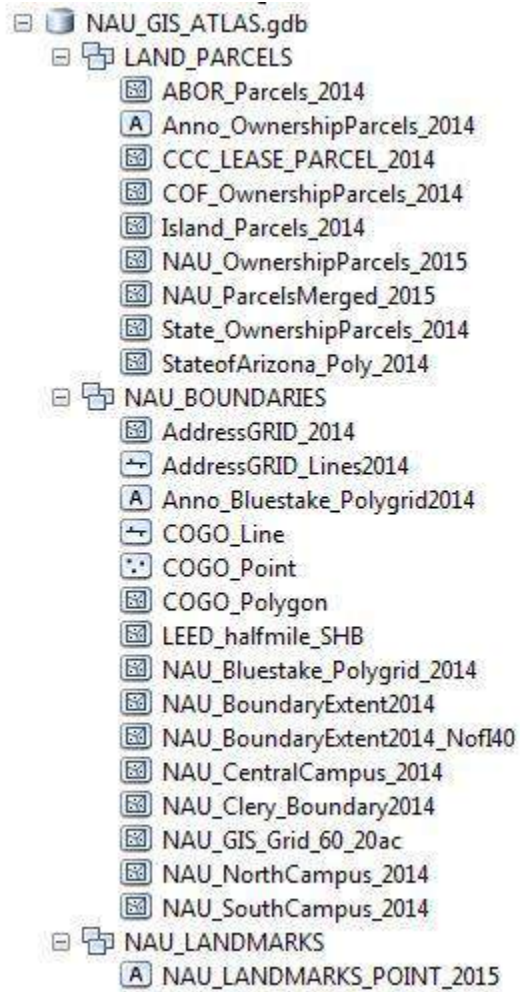 NAU_GIS_ATLAS.gdb
LAND_PARCELS
ABOR_Parcels_2014
A Anno_OwnershipParcels_2014
CCC_LEASE_PARCEL_2014
COF_OwnershipParcels_2014
Island_Parcels_2014
NAU_OwnershipParcels_2015
NAU_ParcelsMerged_2015
State_OwnershipParcels_2014
StateofArizona_Poly_2014
NAU_BOUNDARIES
AddressGRID_2014
AddressGRID_Lines2014
A Anno_Bluestake_Polygrid2014
COGO_Line
COGO_Point
COGO_Polygon
LEED_halfmile_SHB
NAU_Bluestake_Polygrid_2014
NAU_BoundaryExtent2014
NAU_BoundaryExtent2014_NofI40
NAU_CentralCampus_2014
NAU_Clery_Boundary2014
NAU_GIS_Grid_60_20ac
NAU_NorthCampus_2014
NAU_SouthCampus_2014
NAU_LANDMARKS
A NAU_LANDMARKS_POINT_2015